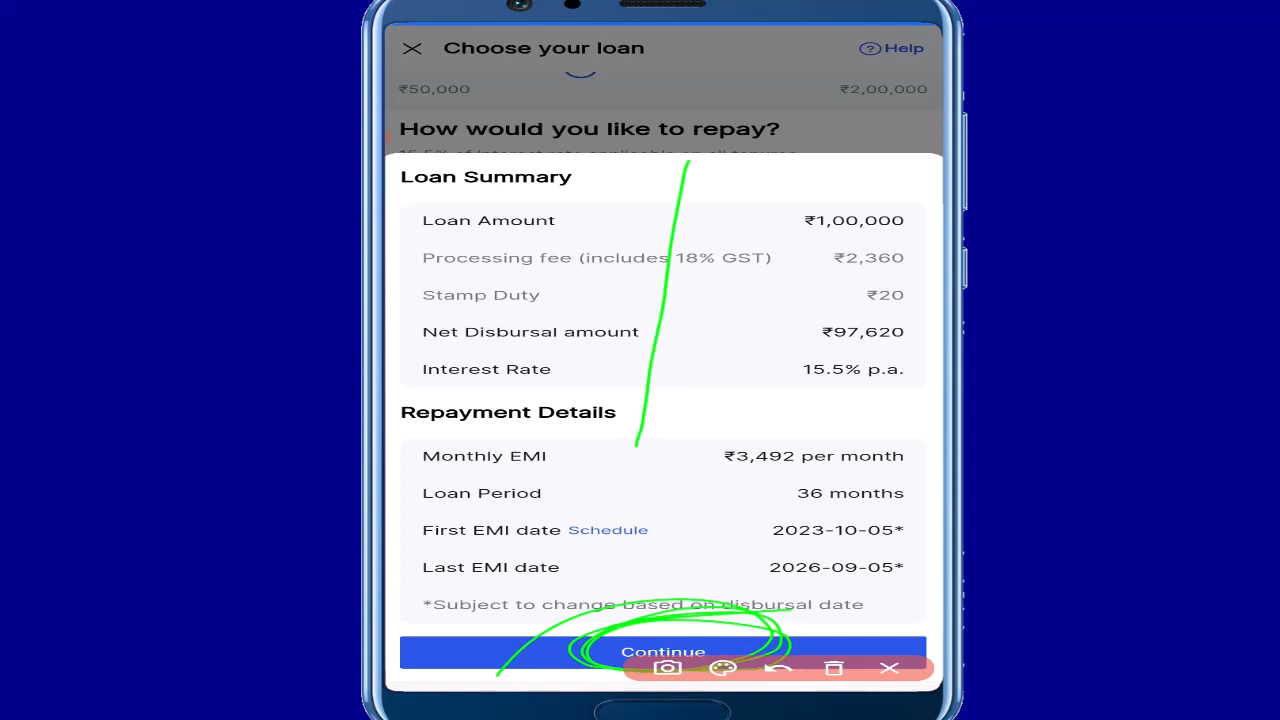 Choose your loan
Help
₹50,000 ₹2,00,000
How would you like to repay?
Loan Summary
Loan Amount ₹1,00,000
Processing fee (includes 18% GST) ₹2,360
Stamp Duty ₹20
Net Disbursal amount ₹97,620
Interest Rate 15.5% p.a.
Repayment Details
Monthly EMI ₹3,492 per month
Loan Period 36 months
First EMI date Schedule 2023-10-05*
Last EMI date 2026-09-05*
*Subject to change based on disbursal date
Continue